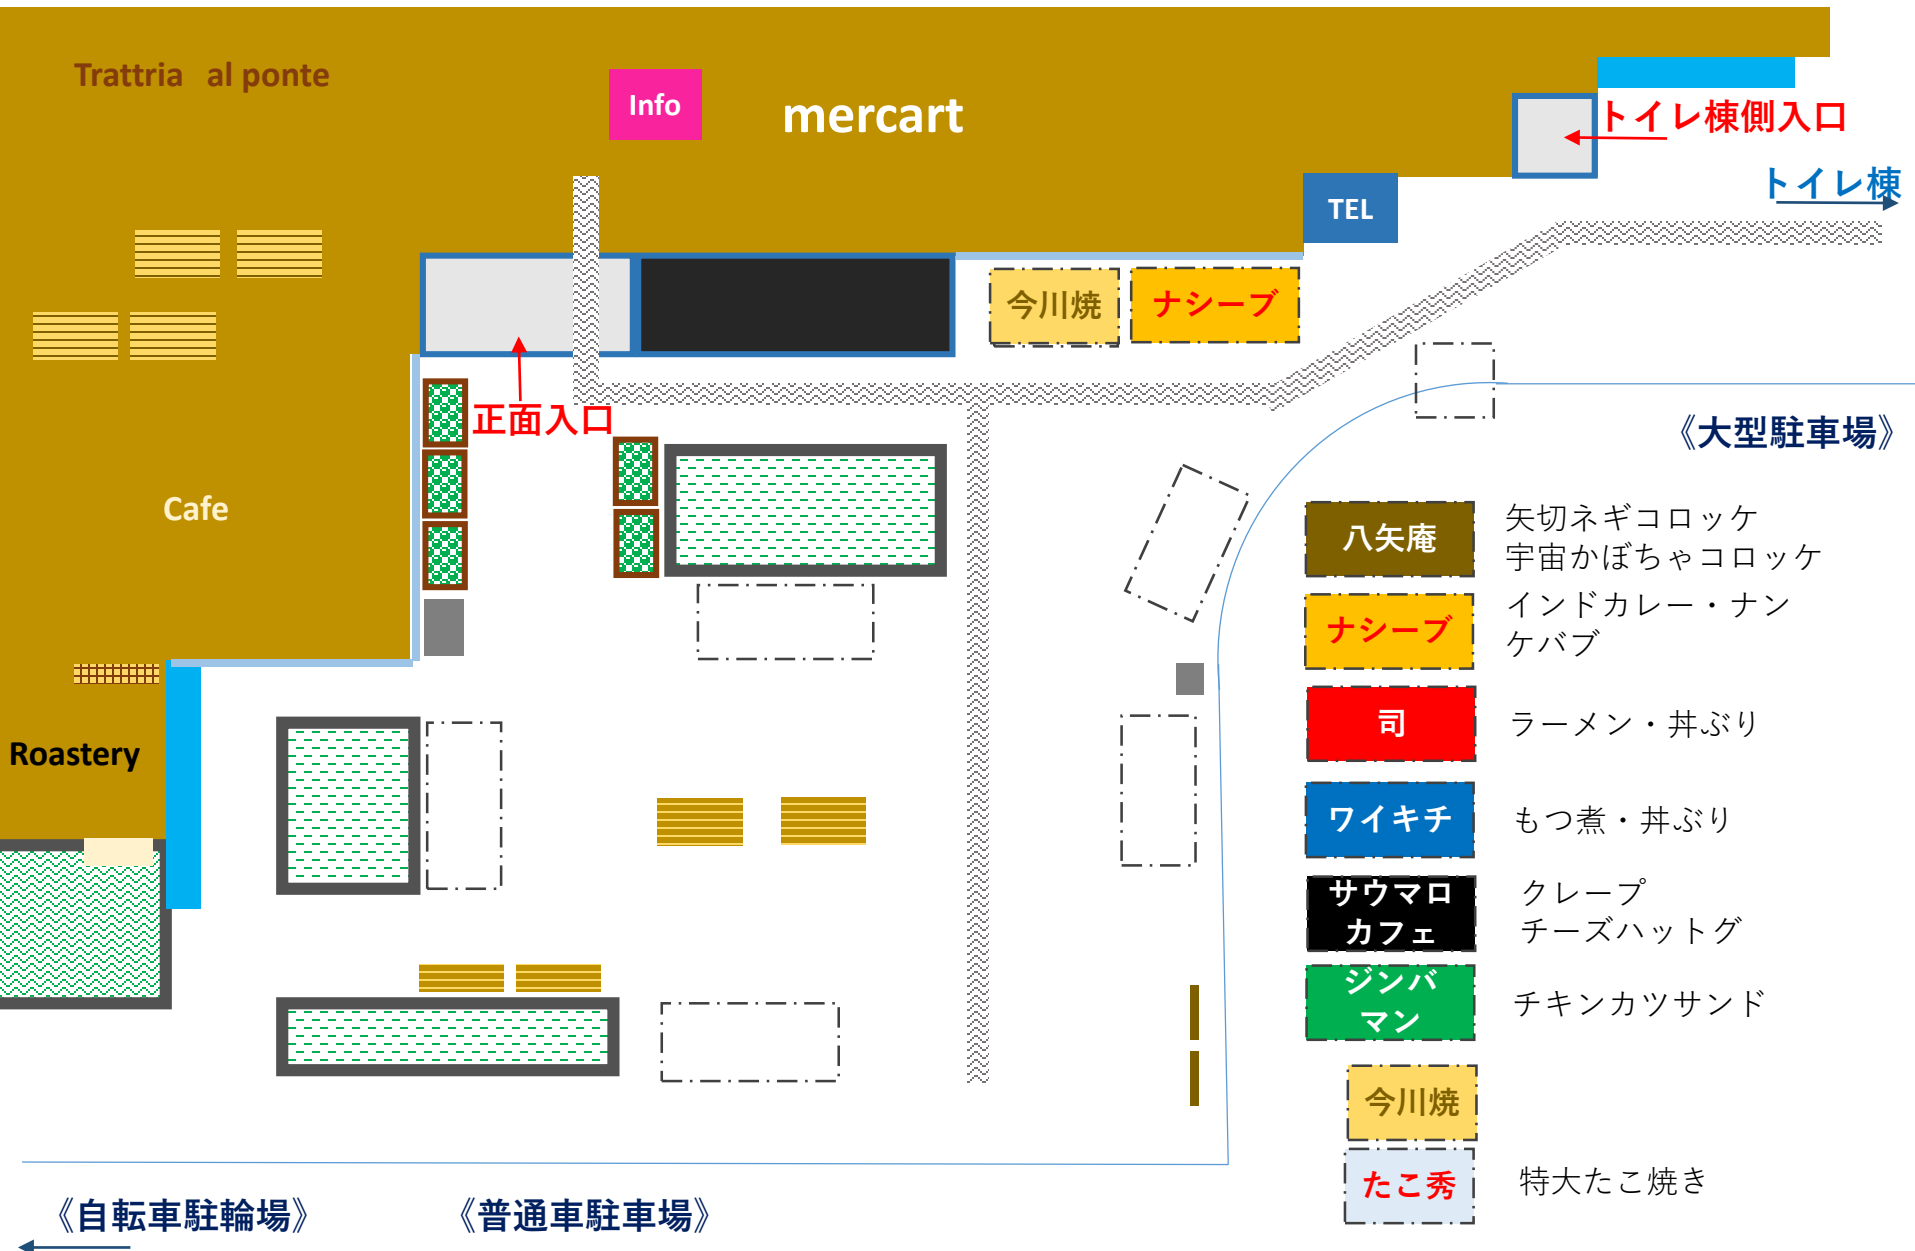 Trattria al ponte
Info
mercart
トイレ棟側入口
トイレ棟
TEL
今川焼
ナシーブ
正面入口
《大型駐車場》
Cafe
八矢庵
矢切ネギコロッケ
宇宙かぼちゃコロッケ
ナシーブ
インドカレー・ナン
ケバブ
司
ラーメン・丼ぶり
Roastery
ワイキチ
もつ煮・丼ぶり
サウマロ
カフェ
クレープ
チーズハットグ
ジンバ
マン
チキンカツサンド
今川焼
たこ秀
特大たこ焼き
《自転車駐輪場》
《普通車駐車場》